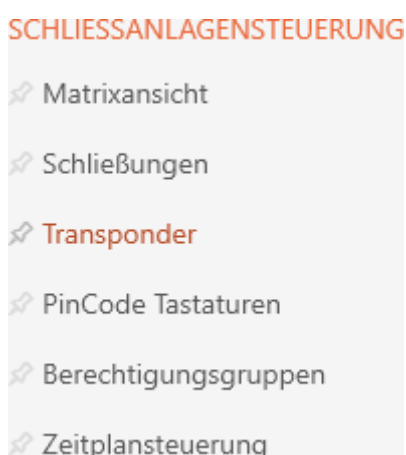 SCHLIESSANLAGENSTEUERUNG
Matrixansicht
Schließungen
Transponder
PinCode Tastaturen
Berechtigungsgruppen
Zeitplansteuerung